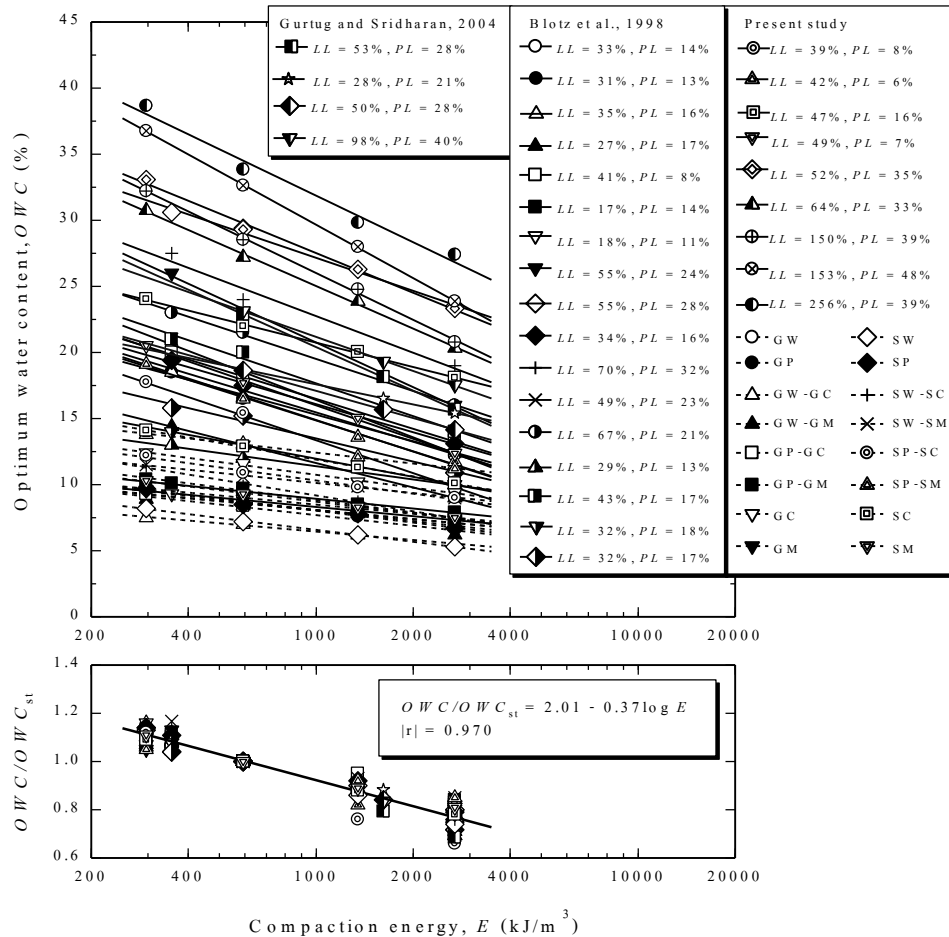 Optimum water content, OWC (%)
45
40
35
30
25
20
15
10
5
0
200
400
1000
2000
4000
10000
20000
Gurtug and Sridharan, 2004
LL = 53%, PL = 28%
LL = 28%, PL = 21%
LL = 50%, PL = 28%
LL = 98%, PL = 40%
Blotz et al., 1998
LL = 33%, PL = 14%
LL = 31%, PL = 13%
LL = 35%, PL = 16%
LL = 27%, PL = 17%
LL = 41%, PL = 8%
LL = 17%, PL = 14%
LL = 18%, PL = 11%
LL = 55%, PL = 24%
LL = 55%, PL = 28%
LL = 34%, PL = 16%
LL = 70%, PL = 32%
LL = 49%, PL = 23%
LL = 67%, PL = 21%
LL = 29%, PL = 13%
LL = 43%, PL = 17%
LL = 32%, PL = 18%
LL = 32%, PL = 17%
Present study
LL = 39%, PL = 8%
LL = 42%, PL = 6%
LL = 47%, PL = 16%
LL = 49%, PL = 7%
LL = 52%, PL = 35%
LL = 64%, PL = 33%
LL = 150%, PL = 39%
LL = 153%, PL = 48%
LL = 256%, PL = 39%
GW SW
GP SP
GW-GC SW-SC
GW-GM SW-SM
GP-GC SP-SC
GP-GM SP-SM
GC SC
GM SM
OWC/OWCst
1.4
1.2
1.0
0.8
0.6
OWC/OWCst = 2.01 - 0.37log E
|r| = 0.970
200
400
1000
2000
4000
10000
20000
Compaction energy, E (kJ/m3)